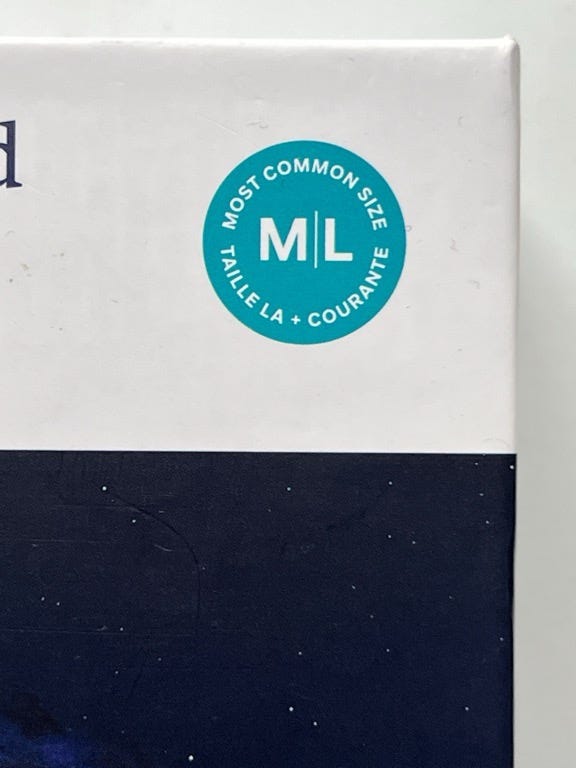 d
MOST COMMON SIZE
M|L
TAILLE LA + COURANTE